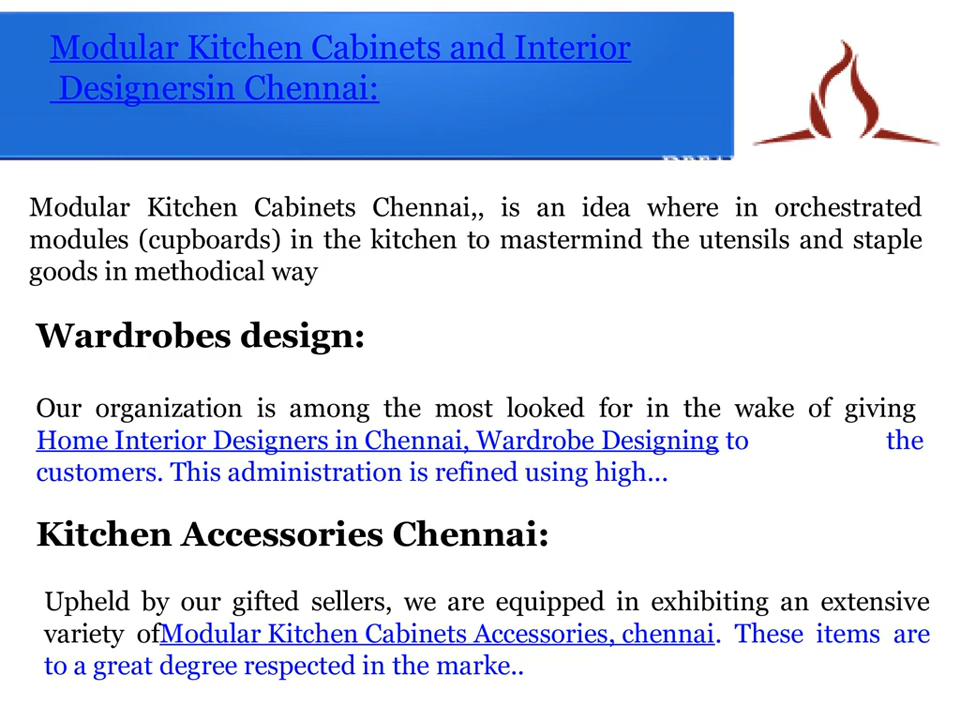 Modular Kitchen Cabinets and Interior
Designersin Chennai:
Modular Kitchen Cabinets Chennai,, is an idea where in orchestrated
modules (cupboards) in the kitchen to mastermind the utensils and staple
goods in methodical way
Wardrobes design:
Our organization is among the most looked for in the wake of giving
Home Interior Designers in Chennai, Wardrobe Designing to the
customers. This administration is refined using high...
Kitchen Accessories Chennai:
Upheld by our gifted sellers, we are equipped in exhibiting an extensive
variety ofModular Kitchen Cabinets Accessories, chennai. These items are
to a great degree respected in the marke..